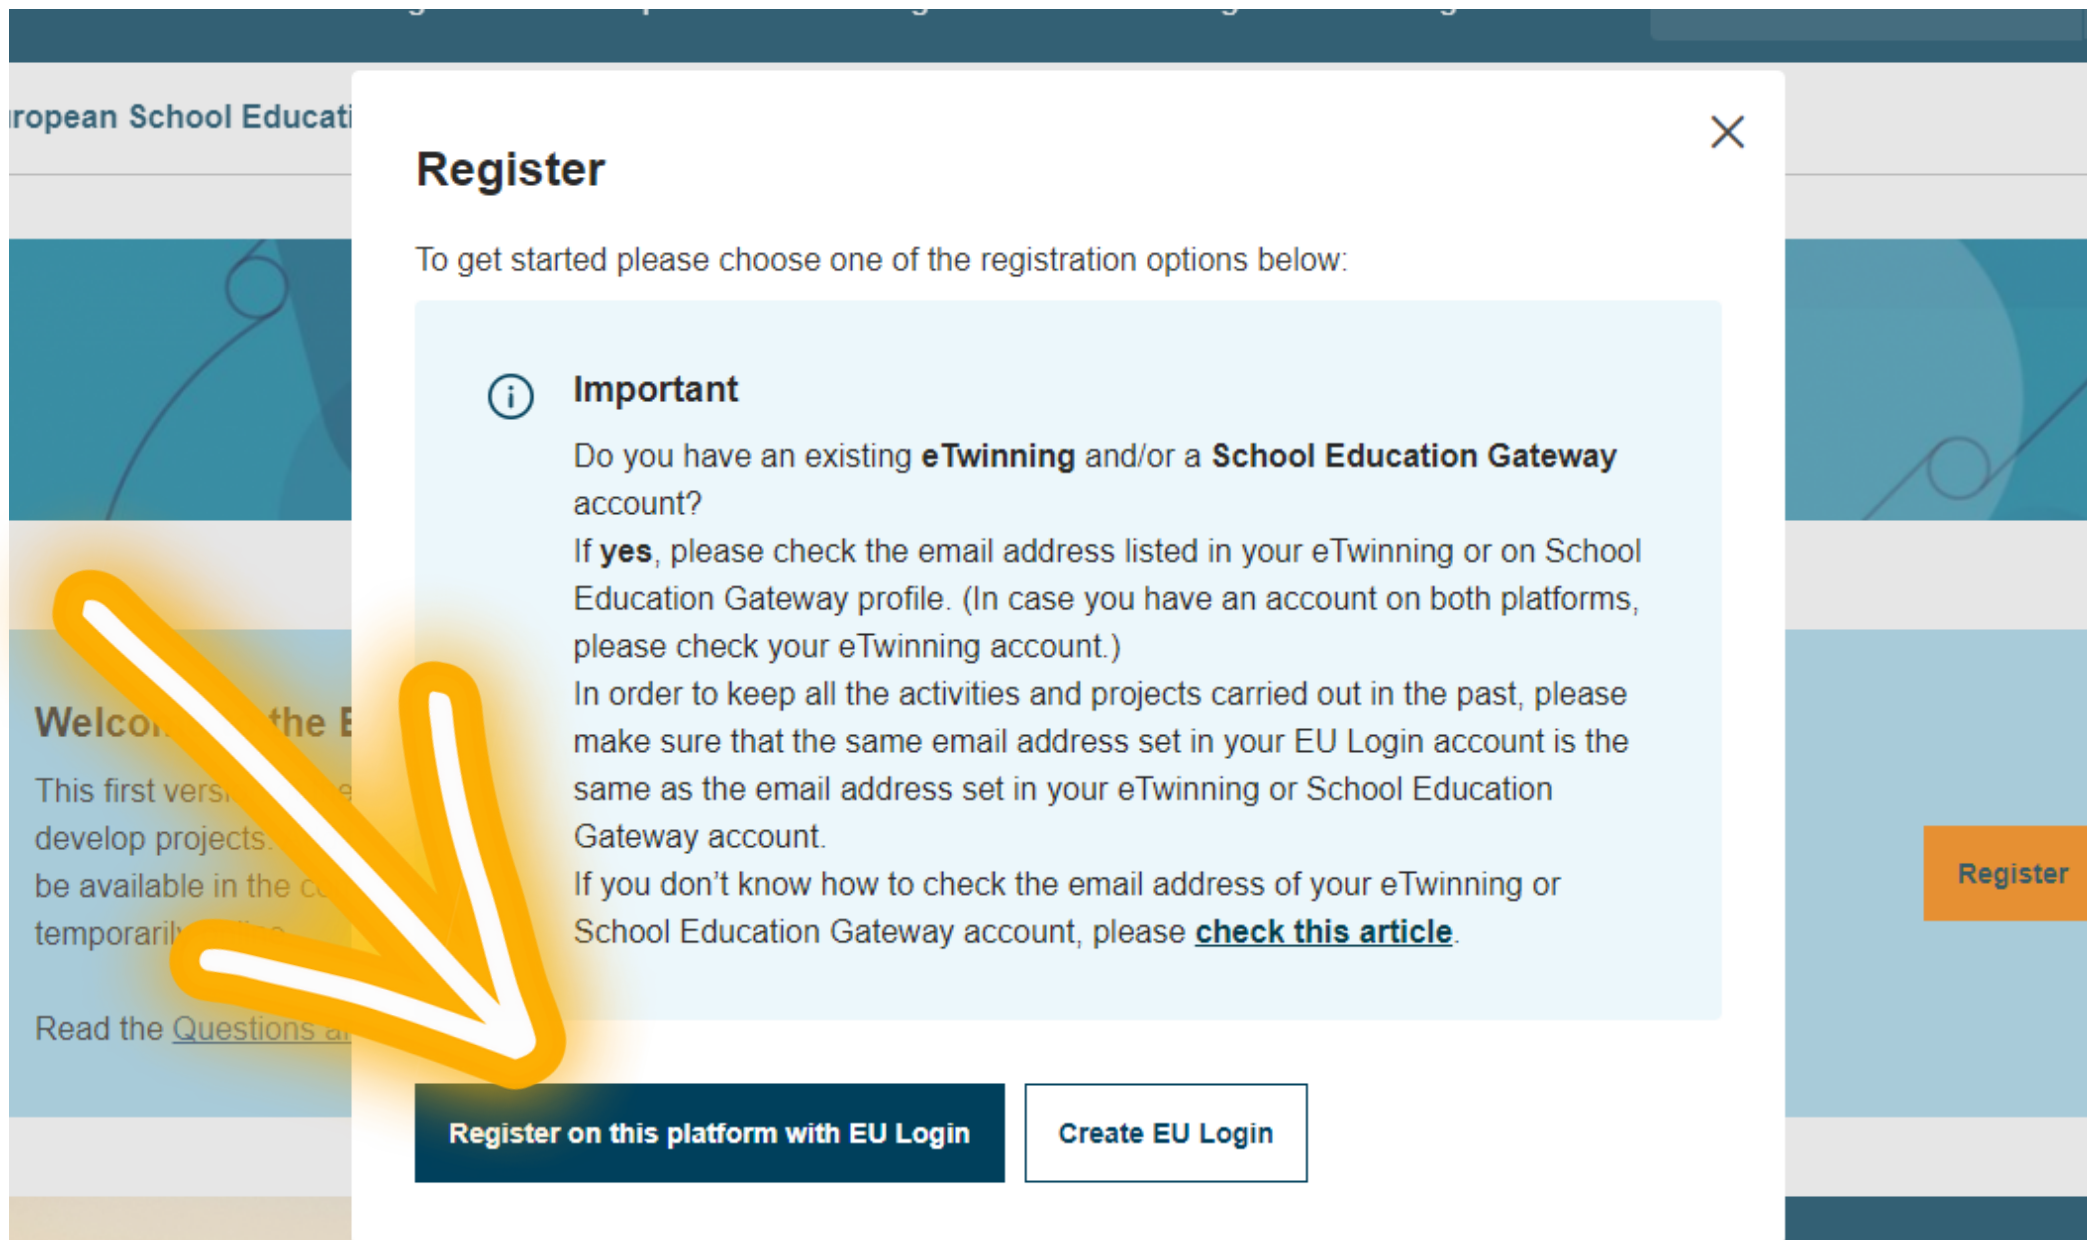 ropean School Educati
Register
To get started please choose one of the registration options below:
Important
Do you have an existing eTwinning and/or a School Education Gateway
account?
If yes, please check the email address listed in your eTwinning or on School
Education Gateway profile. (In case you have an account on both platforms,
please check your eTwinning account.)
In order to keep all the activities and projects carried out in the past, please
make sure that the same email address set in your EU Login account is the
same as the email address set in your eTwinning or School Education
Gateway account.
If you don't know how to check the email address of your eTwinning or
School Education Gateway account, please check this article.
Register on this platform with EU Login
Create EU Login
the E
This first
develop projects.
be available in the
Read the Questions
Register